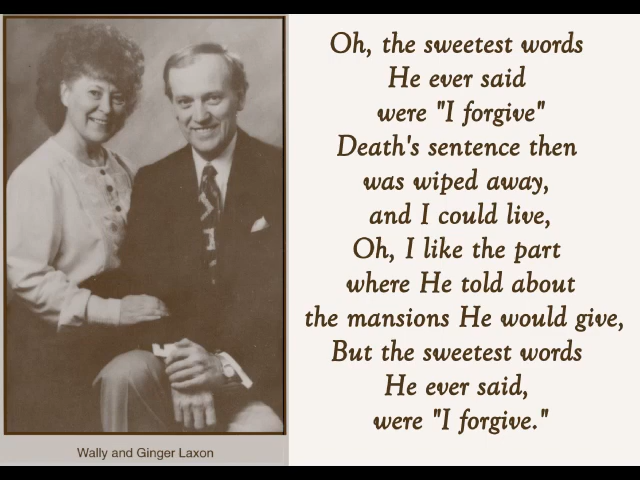 Oh, the sweetest words
He ever said
were "I forgive"
Death's sentence then
was wiped away,
and I could live,
Oh, I like the part
where He told about
the mansions He would give,
But the sweetest words
He ever said,
were "I forgive."
Wally and Ginger Laxon